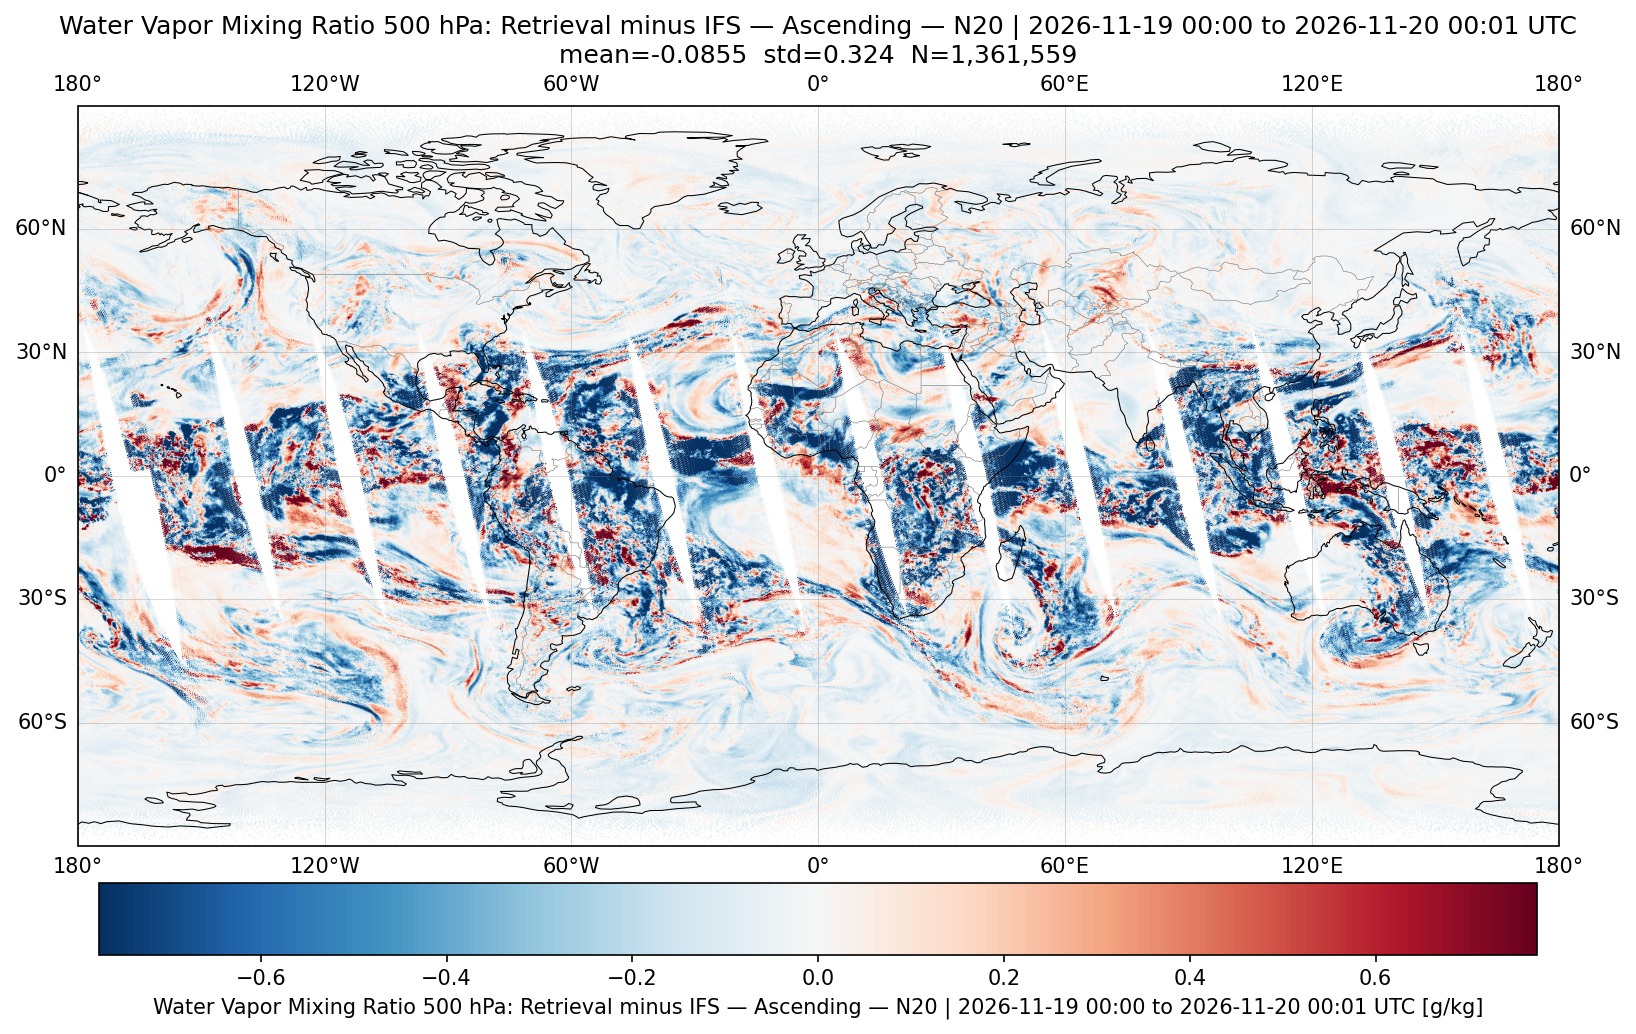 Water Vapor Mixing Ratio 500 hPa: Retrieval minus IFS — Ascending — N20 | 2026-11-19 00:00 to 2026-11-20 00:01 UTC
mean=-0.0855  std=0.324  N=1,361,559
180° 120°W 60°W 0° 60°E 120°E 180°
60°N 60°N
30°N 30°N
0° 0°
30°S 30°S
60°S 60°S
180° 120°W 60°W 0° 60°E 120°E 180°
−0.6 −0.4 −0.2 0.0 0.2 0.4 0.6
Water Vapor Mixing Ratio 500 hPa: Retrieval minus IFS — Ascending — N20 | 2026-11-19 00:00 to 2026-11-20 00:01 UTC [g/kg]